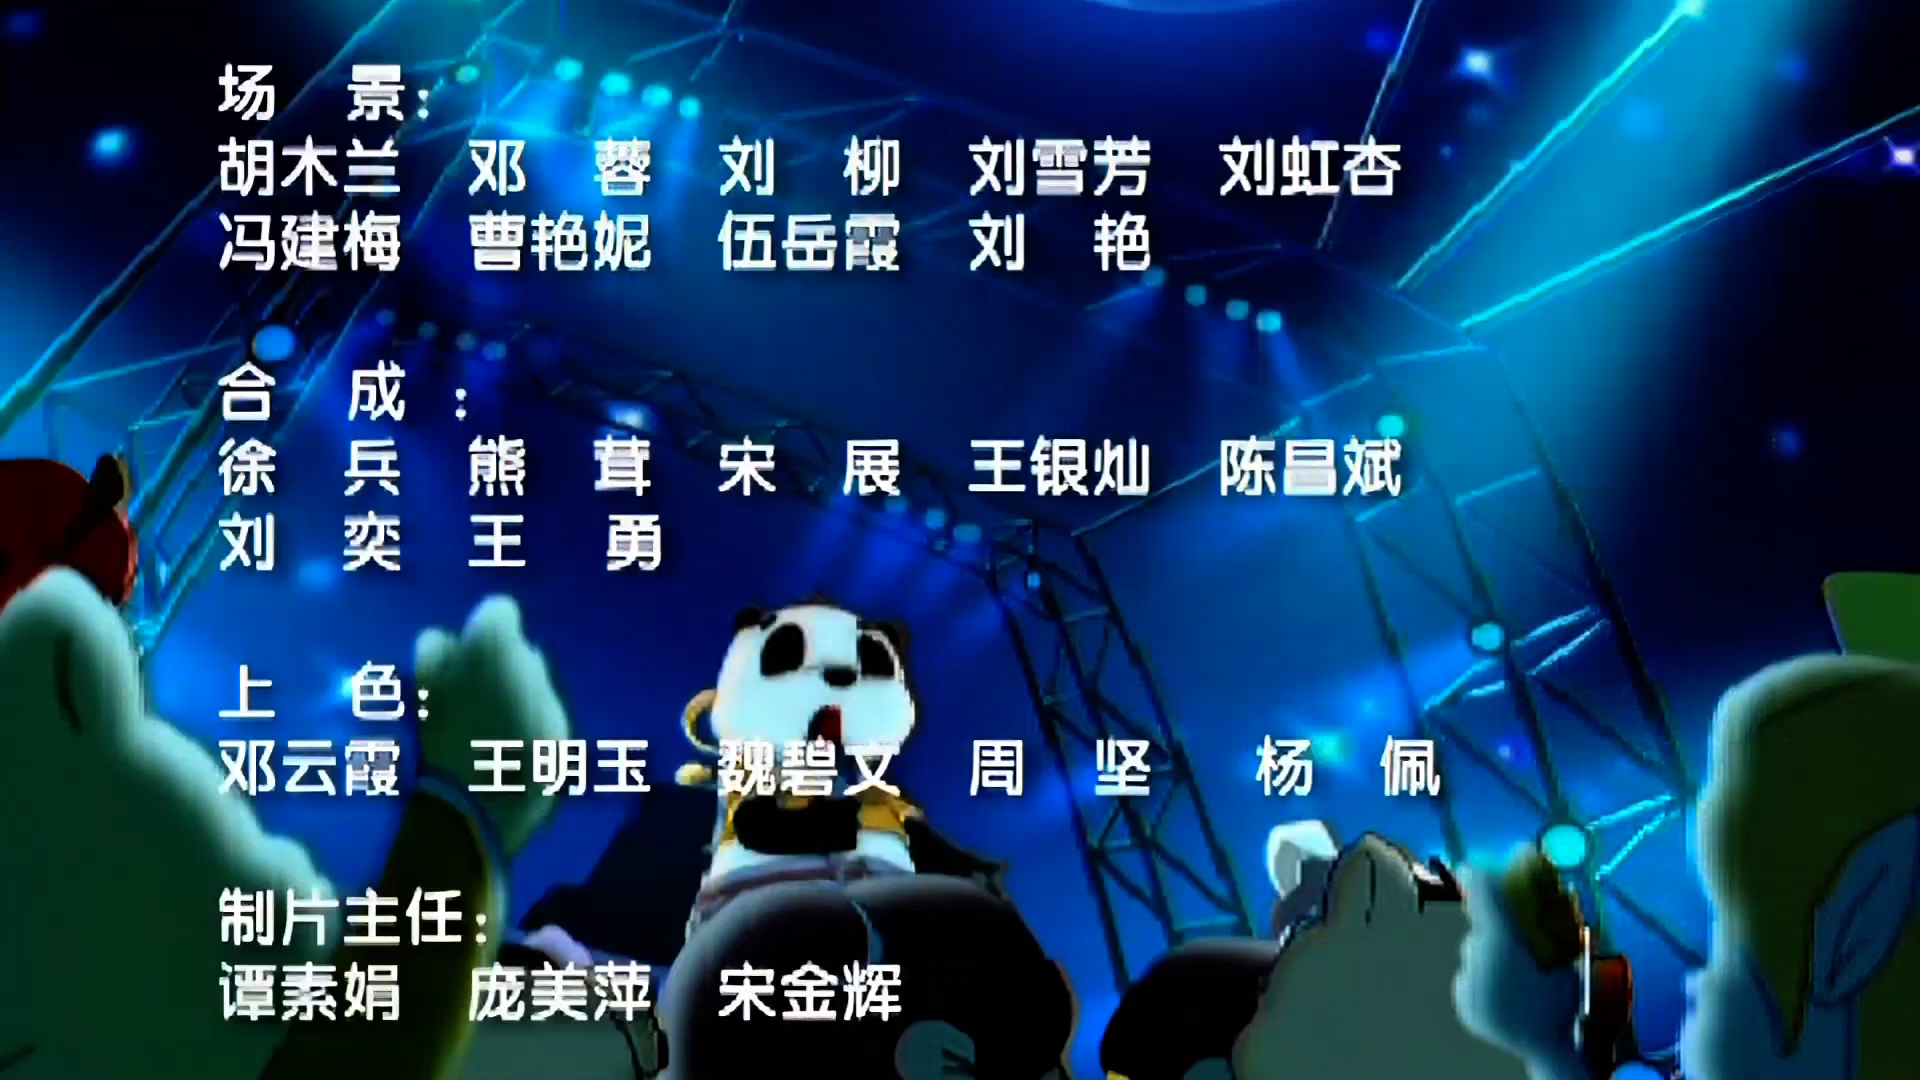 场 景:
胡木兰 邓 蓉 刘 柳 刘雪芳 刘虹杏
冯建梅 曹艳妮 伍岳霞 刘 艳
合 成 :
徐 兵 熊 茸 宋 展 王银灿 陈昌斌
刘 奕 王 勇
上 色:
邓云霞 王明玉 魏碧文 周 坚 杨 佩
制片主任:
谭素娟 庞美萍 宋金辉